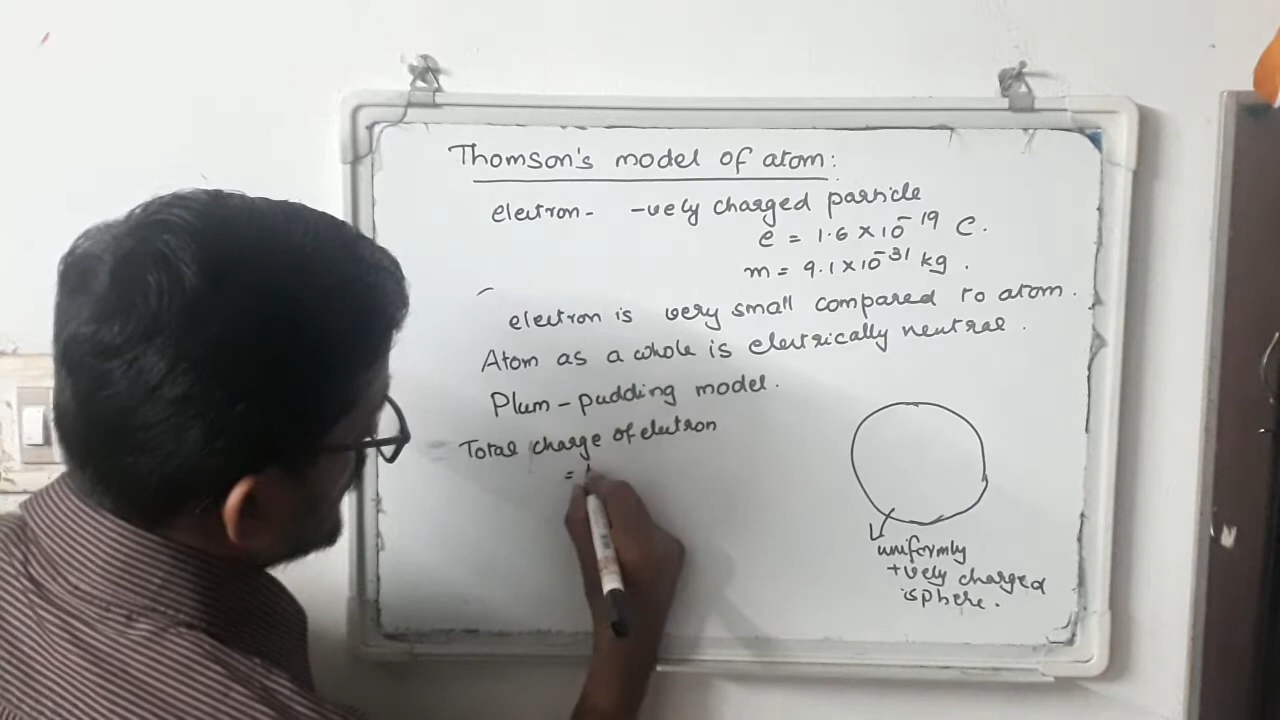 Thomson's model of atom:
electron- -vely charged particle
e = 1.6 × 10⁻¹⁹ C.
m = 9.1 × 10⁻³¹ kg.
electron is very small compared to atom.
Atom as a whole is electrically neutral.
Plum-pudding model.
Total charge of elutron
=
uniformly
+vely charged
sphere.